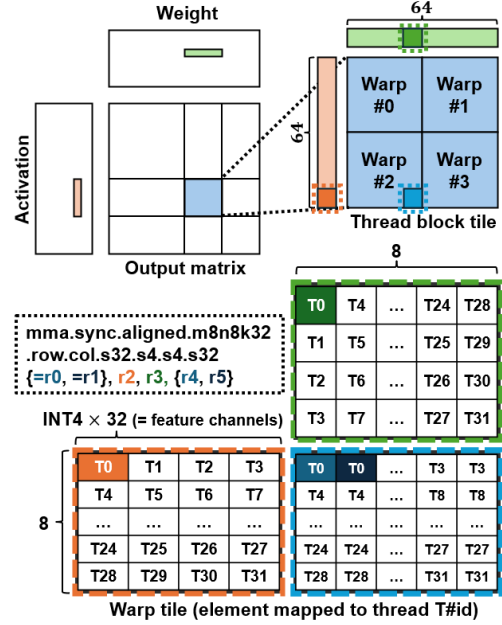 Weight
64
Activation
64
Warp #0
Warp #1
Warp #2
Warp #3
Output matrix
Thread block tile
8
mma.sync.aligned.m8n8k32
.row.col.s32.s4.s4.s32
{=r0, =r1}, r2, r3, {r4, r5}
T0 T4 ... T24 T28
T1 T5 ... T25 T29
T2 T6 ... T26 T30
T3 T7 ... T27 T31
INT4 × 32 (= feature channels)
8
T0 T1 T2 T3
T4 T5 T6 T7
... ... ... ...
T24 T25 T26 T27
T28 T29 T30 T31
T0 T0 ... T3 T3
T4 T4 ... T8 T8
... ... ... ... ...
T24 T24 ... T27 T27
T28 T28 ... T31 T31
Warp tile (element mapped to thread T#id)